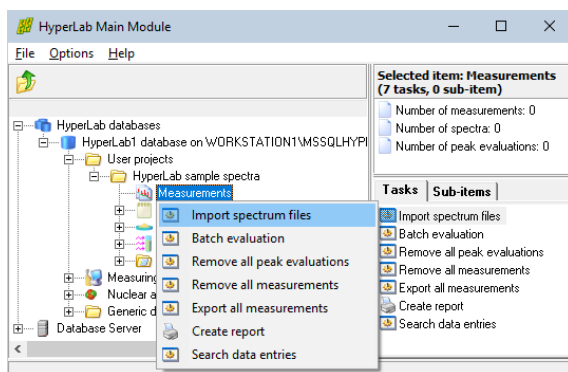 HyperLab Main Module
File Options Help
Selected item: Measurements
(7 tasks, 0 sub-item)
Number of measurements: 0
Number of spectra: 0
Number of peak evaluations: 0
HyperLab databases
HyperLab1 database on WORKSTATION1\MSSQLHYP
User projects
HyperLab sample spectra
Measurements
Import spectrum files
Batch evaluation
Remove all peak evaluations
Remove all measurements
Export all measurements
Create report
Search data entries
Measuring
Nuclear a
Generic d
Database Server
Tasks Sub-items
Import spectrum files
Batch evaluation
Remove all peak evaluations
Remove all measurements
Export all measurements
Create report
Search data entries